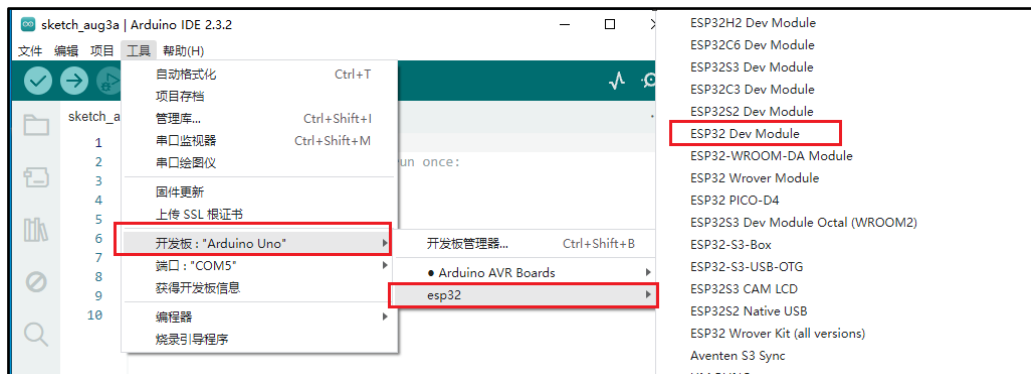 sketch_aug3a | Arduino IDE 2.3.2
文件 编辑 项目 工具 帮助(H)
自动格式化 Ctrl+T
项目存档
管理库... Ctrl+Shift+I
串口监视器 Ctrl+Shift+M
串口绘图仪
固件更新
上传 SSL 根证书
开发板 : "Arduino Uno"
端口 : "COM5"
获得开发板信息
编程器
烧录引导程序
sketch_a
1
2 un once:
3
4
5
6
7
8
9
10
开发板管理器... Ctrl+Shift+B
Arduino AVR Boards
esp32
ESP32H2 Dev Module
ESP32C6 Dev Module
ESP32S3 Dev Module
ESP32C3 Dev Module
ESP32S2 Dev Module
ESP32 Dev Module
ESP32-WROOM-DA Module
ESP32 Wrover Module
ESP32 PICO-D4
ESP32S3 Dev Module Octal (WROOM2)
ESP32-S3-Box
ESP32-S3-USB-OTG
ESP32S3 CAM LCD
ESP32S2 Native USB
ESP32 Wrover Kit (all versions)
Aventen S3 Sync